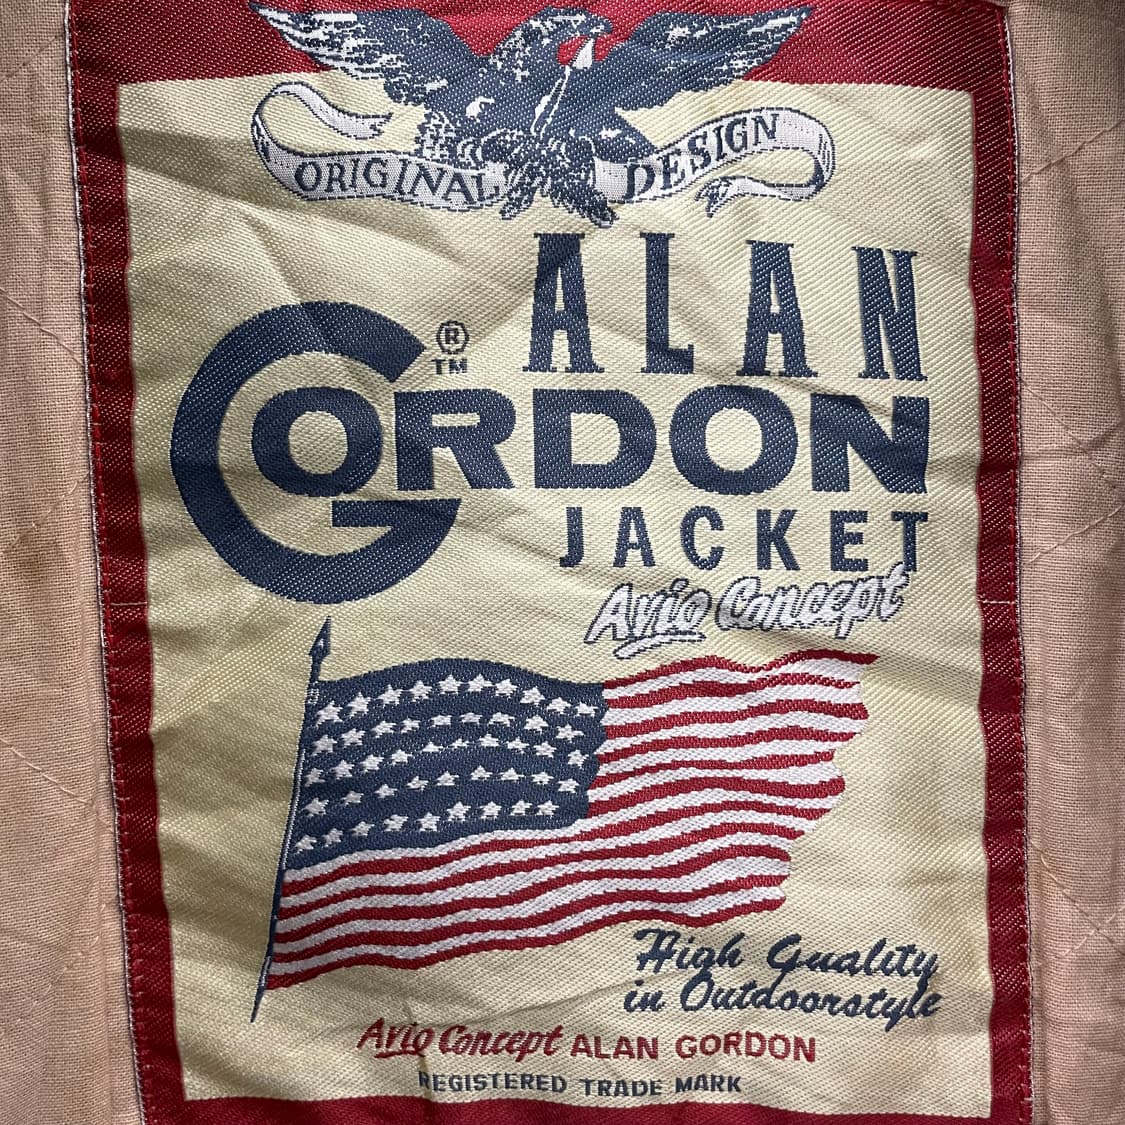 ORIGINAL DESIGN
ALAN
GORDON
® TM
JACKET
Avio Concept
High Quality
in Outdoorstyle
Avio Concept ALAN GORDON
REGISTERED TRADE MARK